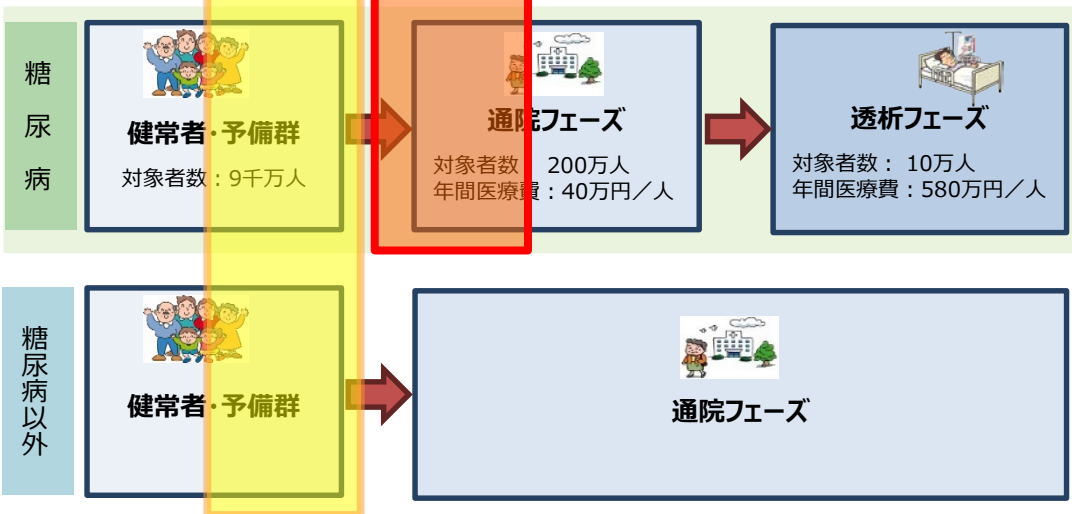 糖尿病
健常者・予備群
対象者数：9千万人
通院フェーズ
対象者数：200万人
年間医療費：40万円／人
透析フェーズ
対象者数： 10万人
年間医療費：580万円／人
糖尿病以外
健常者・予備群
通院フェーズ